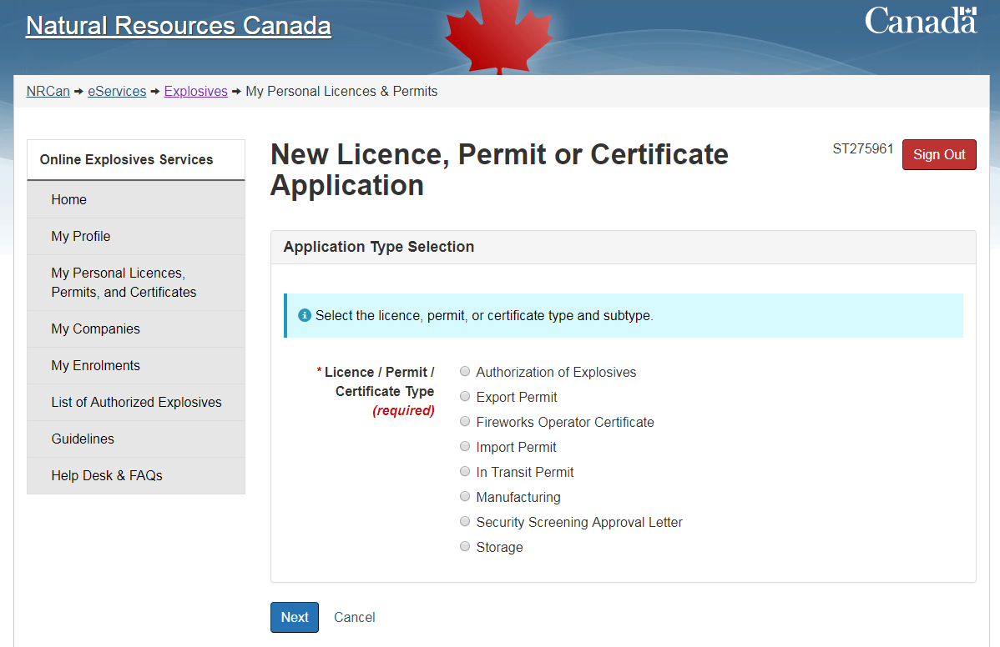 Natural Resources Canada
Canada
NRCan → eServices → Explosives → My Personal Licences & Permits
Online Explosives Services
Home
My Profile
My Personal Licences,
Permits, and Certificates
My Companies
My Enrolments
List of Authorized Explosives
Guidelines
Help Desk & FAQs
New Licence, Permit or Certificate
Application
ST275961
Sign Out
Application Type Selection
Select the licence, permit, or certificate type and subtype.
* Licence / Permit /
Certificate Type
(required)
Authorization of Explosives
Export Permit
Fireworks Operator Certificate
Import Permit
In Transit Permit
Manufacturing
Security Screening Approval Letter
Storage
Next
Cancel